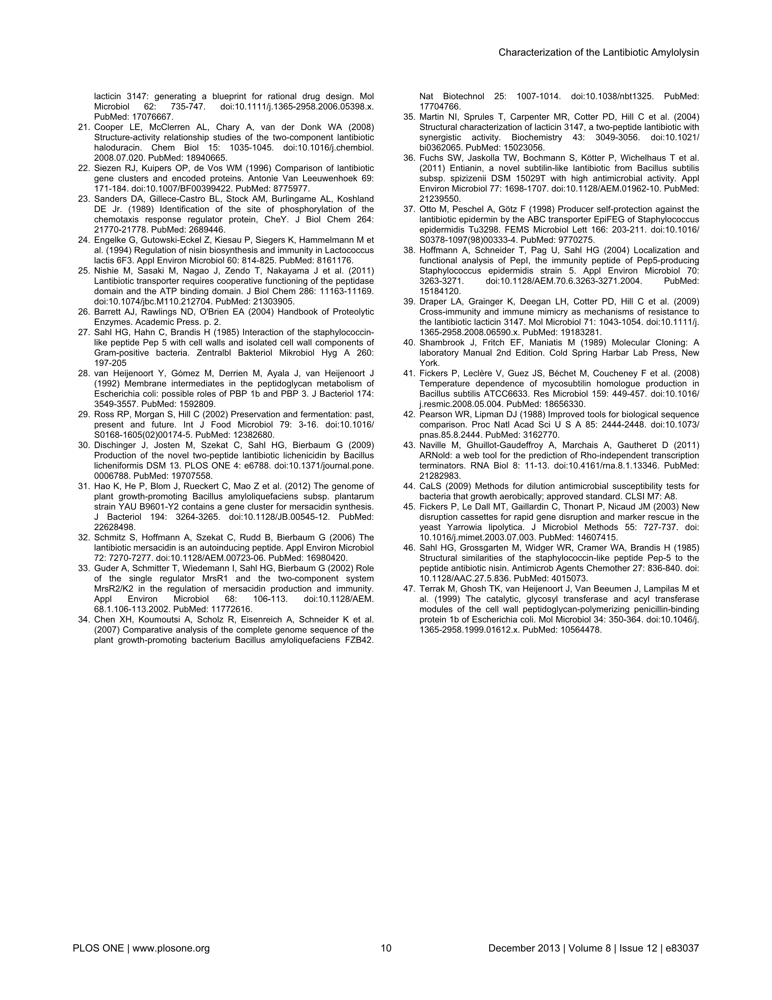 Characterization of the Lantibiotic Amylolysin
lacticin 3147: generating a blueprint for rational drug design. Mol
Microbiol 62: 735-747. doi:10.1111/j.1365-2958.2006.05398.x.
PubMed: 17076667.
21. Cooper LE, McClerren AL, Chary A, van der Donk WA (2008)
Structure-activity relationship studies of the two-component lantibiotic
haloduracin. Chem Biol 15: 1035-1045. doi:10.1016/j.chembiol.
2008.07.020. PubMed: 18940665.
22. Siezen RJ, Kuipers OP, de Vos WM (1996) Comparison of lantibiotic
gene clusters and encoded proteins. Antonie Van Leeuwenhoek 69:
171-184. doi:10.1007/BF00399422. PubMed: 8775977.
23. Sanders DA, Gillece-Castro BL, Stock AM, Burlingame AL, Koshland
DE Jr. (1989) Identification of the site of phosphorylation of the
chemotaxis response regulator protein, CheY. J Biol Chem 264:
21770-21778. PubMed: 2689446.
24. Engelke G, Gutowski-Eckel Z, Kiesau P, Siegers K, Hammelmann M et
al. (1994) Regulation of nisin biosynthesis and immunity in Lactococcus
lactis 6F3. Appl Environ Microbiol 60: 814-825. PubMed: 8161176.
25. Nishie M, Sasaki M, Nagao J, Zendo T, Nakayama J et al. (2011)
Lantibiotic transporter requires cooperative functioning of the peptidase
domain and the ATP binding domain. J Biol Chem 286: 11163-11169.
doi:10.1074/jbc.M110.212704. PubMed: 21303905.
26. Barrett AJ, Rawlings ND, O'Brien EA (2004) Handbook of Proteolytic
Enzymes. Academic Press. p. 2.
27. Sahl HG, Hahn C, Brandis H (1985) Interaction of the staphylococcin-
like peptide Pep 5 with cell walls and isolated cell wall components of
Gram-positive bacteria. Zentralbl Bakteriol Mikrobiol Hyg A 260:
197-205
28. van Heijenoort Y, Gómez M, Derrien M, Ayala J, van Heijenoort J
(1992) Membrane intermediates in the peptidoglycan metabolism of
Escherichia coli: possible roles of PBP 1b and PBP 3. J Bacteriol 174:
3549-3557. PubMed: 1592809.
29. Ross RP, Morgan S, Hill C (2002) Preservation and fermentation: past,
present and future. Int J Food Microbiol 79: 3-16. doi:10.1016/
S0168-1605(02)00174-5. PubMed: 12382680.
30. Dischinger J, Josten M, Szekat C, Sahl HG, Bierbaum G (2009)
Production of the novel two-peptide lantibiotic lichenicidin by Bacillus
licheniformis DSM 13. PLOS ONE 4: e6788. doi:10.1371/journal.pone.
0006788. PubMed: 19707558.
31. Hao K, He P, Blom J, Rueckert C, Mao Z et al. (2012) The genome of
plant growth-promoting Bacillus amyloliquefaciens subsp. plantarum
strain YAU B9601-Y2 contains a gene cluster for mersacidin synthesis.
J Bacteriol 194: 3264-3265. doi:10.1128/JB.00545-12. PubMed:
22628498.
32. Schmitz S, Hoffmann A, Szekat C, Rudd B, Bierbaum G (2006) The
lantibiotic mersacidin is an autoinducing peptide. Appl Environ Microbiol
72: 7270-7277. doi:10.1128/AEM.00723-06. PubMed: 16980420.
33. Guder A, Schmitter T, Wiedemann I, Sahl HG, Bierbaum G (2002) Role
of the single regulator MrsR1 and the two-component system
MrsR2/K2 in the regulation of mersacidin production and immunity.
Appl Environ Microbiol 68: 106-113. doi:10.1128/AEM.
68.1.106-113.2002. PubMed: 11772616.
34. Chen XH, Koumoutsi A, Scholz R, Eisenreich A, Schneider K et al.
(2007) Comparative analysis of the complete genome sequence of the
plant growth-promoting bacterium Bacillus amyloliquefaciens FZB42.
Nat Biotechnol 25: 1007-1014. doi:10.1038/nbt1325. PubMed:
17704766.
35. Martin NI, Sprules T, Carpenter MR, Cotter PD, Hill C et al. (2004)
Structural characterization of lacticin 3147, a two-peptide lantibiotic with
synergistic activity. Biochemistry 43: 3049-3056. doi:10.1021/
bi0362065. PubMed: 15023056.
36. Fuchs SW, Jaskolla TW, Bochmann S, Kötter P, Wichelhaus T et al.
(2011) Entianin, a novel subtilin-like lantibiotic from Bacillus subtilis
subsp. spizizenii DSM 15029T with high antimicrobial activity. Appl
Environ Microbiol 77: 1698-1707. doi:10.1128/AEM.01962-10. PubMed:
21239550.
37. Otto M, Peschel A, Götz F (1998) Producer self-protection against the
lantibiotic epidermin by the ABC transporter EpiFEG of Staphylococcus
epidermidis Tu3298. FEMS Microbiol Lett 166: 203-211. doi:10.1016/
S0378-1097(98)00333-4. PubMed: 9770275.
38. Hoffmann A, Schneider T, Pag U, Sahl HG (2004) Localization and
functional analysis of PepI, the immunity peptide of Pep5-producing
Staphylococcus epidermidis strain 5. Appl Environ Microbiol 70:
3263-3271. doi:10.1128/AEM.70.6.3263-3271.2004. PubMed:
15184120.
39. Draper LA, Grainger K, Deegan LH, Cotter PD, Hill C et al. (2009)
Cross-immunity and immune mimicry as mechanisms of resistance to
the lantibiotic lacticin 3147. Mol Microbiol 71: 1043-1054. doi:10.1111/j.
1365-2958.2008.06590.x. PubMed: 19183281.
40. Shambrook J, Fritch EF, Maniatis M (1989) Molecular Cloning: A
laboratory Manual 2nd Edition. Cold Spring Harbar Lab Press, New
York.
41. Fickers P, Leclère V, Guez JS, Béchet M, Coucheney F et al. (2008)
Temperature dependence of mycosubtilin homologue production in
Bacillus subtilis ATCC6633. Res Microbiol 159: 449-457. doi:10.1016/
j.resmic.2008.05.004. PubMed: 18656330.
42. Pearson WR, Lipman DJ (1988) Improved tools for biological sequence
comparison. Proc Natl Acad Sci U S A 85: 2444-2448. doi:10.1073/
pnas.85.8.2444. PubMed: 3162770.
43. Naville M, Ghuillot-Gaudeffroy A, Marchais A, Gautheret D (2011)
ARNold: a web tool for the prediction of Rho-independent transcription
terminators. RNA Biol 8: 11-13. doi:10.4161/rna.8.1.13346. PubMed:
21282983.
44. CaLS (2009) Methods for dilution antimicrobial susceptibility tests for
bacteria that growth aerobically; approved standard. CLSI M7: A8.
45. Fickers P, Le Dall MT, Gaillardin C, Thonart P, Nicaud JM (2003) New
disruption cassettes for rapid gene disruption and marker rescue in the
yeast Yarrowia lipolytica. J Microbiol Methods 55: 727-737. doi:
10.1016/j.mimet.2003.07.003. PubMed: 14607415.
46. Sahl HG, Grossgarten M, Widger WR, Cramer WA, Brandis H (1985)
Structural similarities of the staphylococcin-like peptide Pep-5 to the
peptide antibiotic nisin. Antimicrob Agents Chemother 27: 836-840. doi:
10.1128/AAC.27.5.836. PubMed: 4015073.
47. Terrak M, Ghosh TK, van Heijenoort J, Van Beeumen J, Lampilas M et
al. (1999) The catalytic, glycosyl transferase and acyl transferase
modules of the cell wall peptidoglycan-polymerizing penicillin-binding
protein 1b of Escherichia coli. Mol Microbiol 34: 350-364. doi:10.1046/j.
1365-2958.1999.01612.x. PubMed: 10564478.
PLOS ONE | www.plosone.org
10
December 2013 | Volume 8 | Issue 12 | e83037